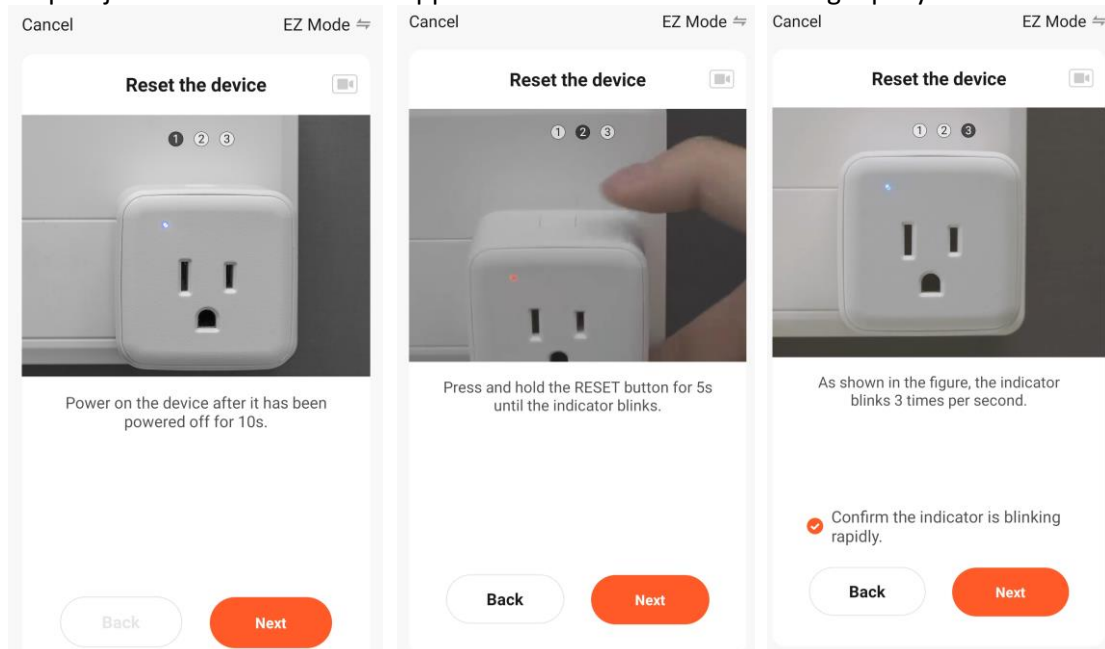 Cancel
EZ Mode ⇋
Reset the device
1 2 3
Power on the device after it has been
powered off for 10s.
Back
Next
Cancel
EZ Mode ⇋
Reset the device
1 2 3
Press and hold the RESET button for 5s
until the indicator blinks.
Back
Next
Cancel
EZ Mode ⇋
Reset the device
1 2 3
As shown in the figure, the indicator
blinks 3 times per second.
Confirm the indicator is blinking
rapidly.
Back
Next